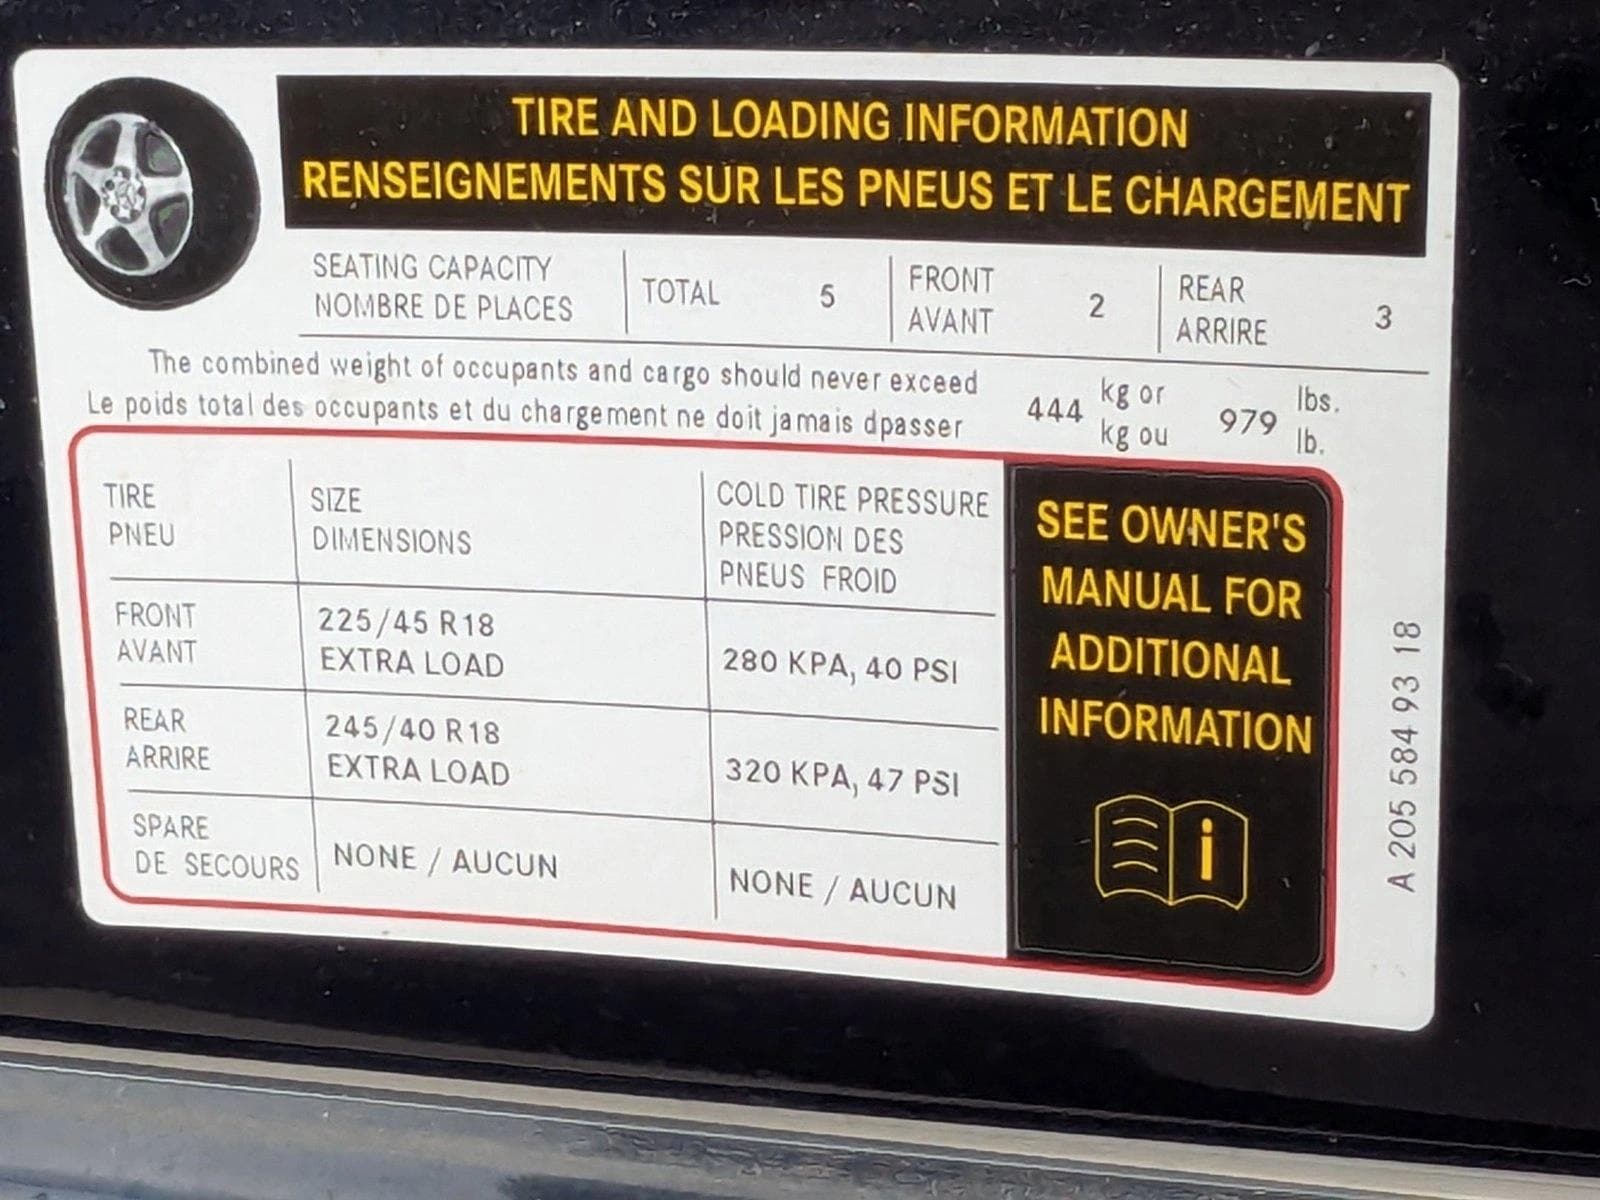 TIRE AND LOADING INFORMATION
RENSEIGNEMENTS SUR LES PNEUS ET LE CHARGEMENT
SEATING CAPACITY
NOMBRE DE PLACES
TOTAL 5
FRONT
AVANT
2
REAR
ARRIRE
3
The combined weight of occupants and cargo should never exceed
Le poids total des occupants et du chargement ne doit jamais dpasser
444
kg or
kg ou
979
lbs.
lb.
TIRE
PNEU
SIZE
DIMENSIONS
COLD TIRE PRESSURE
PRESSION DES
PNEUS FROID
FRONT
AVANT
225/45 R18
EXTRA LOAD
280 KPA, 40 PSI
REAR
ARRIRE
245/40 R18
EXTRA LOAD
320 KPA, 47 PSI
SPARE
DE SECOURS
NONE / AUCUN
NONE / AUCUN
SEE OWNER'S
MANUAL FOR
ADDITIONAL
INFORMATION
i
A 205 584 93 18